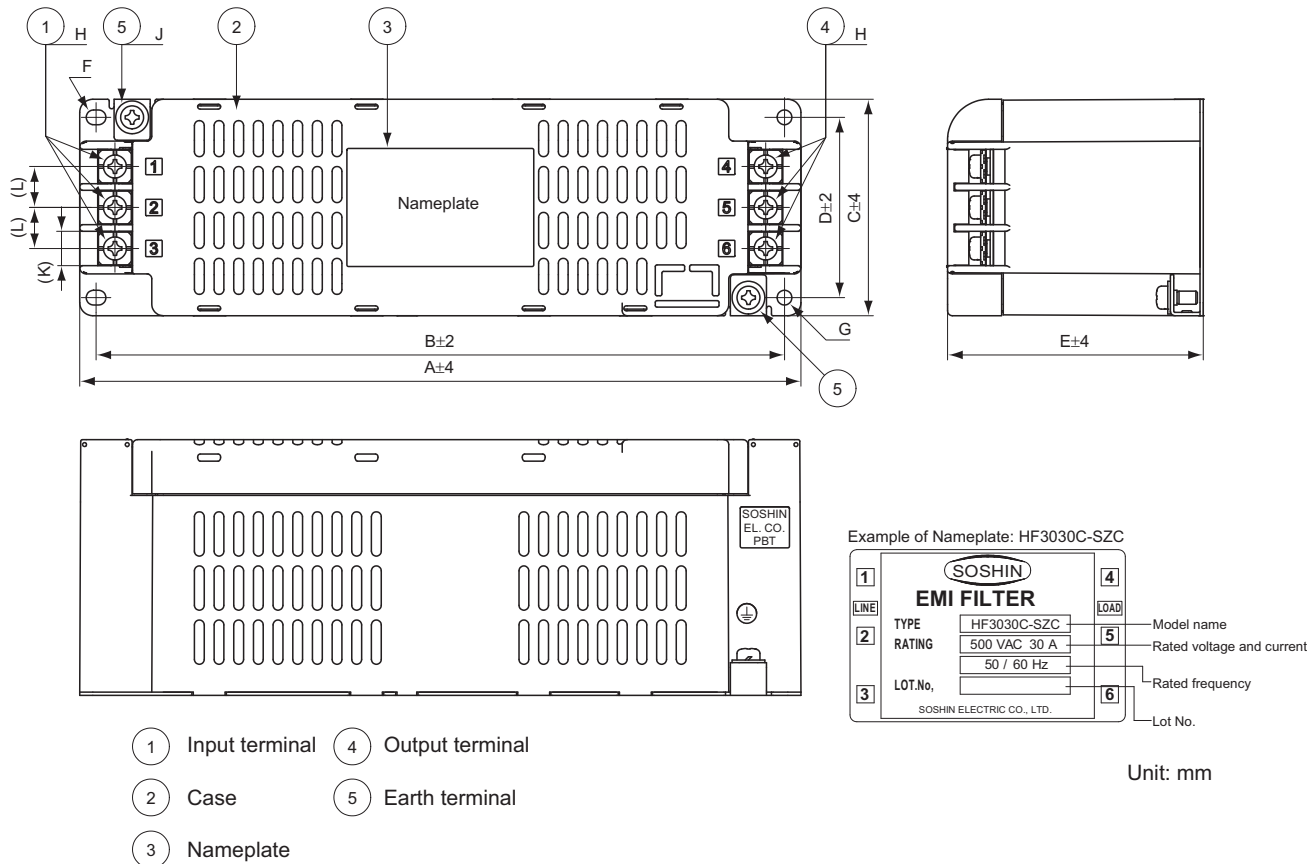 1 H 5 J 2 3 4 H
F
1
2
3
(L)
(L)
(K)
Nameplate
4
5
6
D±2
C±4
G
B±2
A±4
5
E±4
SOSHIN
EL. CO.
PBT
Example of Nameplate: HF3030C-SZC
1
LINE
2
3
SOSHIN
EMI FILTER
TYPE HF3030C-SZC
RATING 500 VAC 30 A
50 / 60 Hz
LOT.No,
SOSHIN ELECTRIC CO., LTD.
4
LOAD
5
6
Model name
Rated voltage and current
Rated frequency
Lot No.
1 Input terminal 4 Output terminal
2 Case 5 Earth terminal
3 Nameplate
Unit: mm